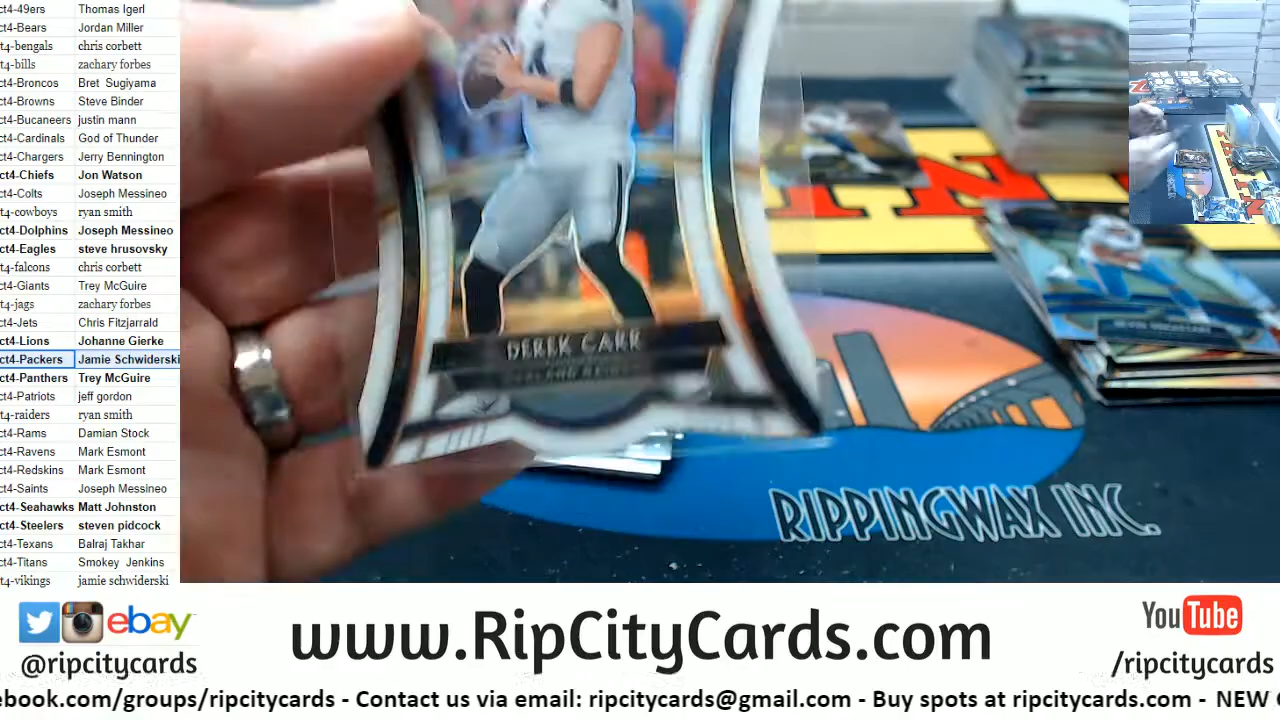 ct4-49ers Thomas Igerl
ct4-Bears Jordan Miller
t4-bengals chris corbett
t4-bills zachary forbes
ct4-Broncos Bret Sugiyama
ct4-Browns Steve Binder
ct4-Bucaneers justin mann
ct4-Cardinals God of Thunder
ct4-Chargers Jerry Bennington
ct4-Chiefs Jon Watson
ct4-Colts Joseph Messineo
t4-cowboys ryan smith
ct4-Dolphins Joseph Messineo
ct4-Eagles steve hrusovsky
t4-falcons chris corbett
ct4-Giants Trey McGuire
t4-jags zachary forbes
ct4-Jets Chris Fitzjarrald
ct4-Lions Johanne Gierke
ct4-Packers Jamie Schwiderski
ct4-Panthers Trey McGuire
ct4-Patriots jeff gordon
t4-raiders ryan smith
ct4-Rams Damian Stock
ct4-Ravens Mark Esmont
ct4-Redskins Mark Esmont
ct4-Saints Joseph Messineo
ct4-Seahawks Matt Johnston
ct4-Steelers steven pidcock
ct4-Texans Balraj Takhar
ct4-Titans Smokey Jenkins
t4-vikings jamie schwiderski
DEREK CARR
RIPPINGWAX INC.
ebay
@ripcitycards
www.RipCityCards.com
YouTube
/ripcitycards
ebook.com/groups/ripcitycards - Contact us via email: ripcitycards@gmail.com - Buy spots at ripcitycards.com - NEW